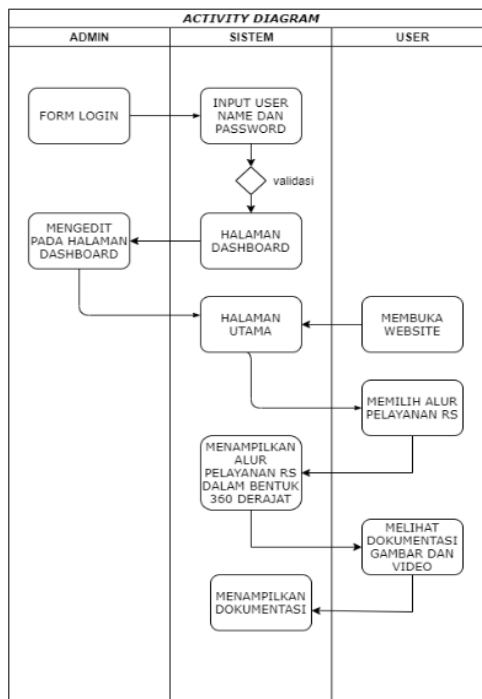 ACTIVITY DIAGRAM
ADMIN
SISTEM
USER
FORM LOGIN
INPUT USER
NAME DAN
PASSWORD
validasi
MENGEDIT
PADA HALAMAN
DASHBOARD
HALAMAN
DASHBOARD
HALAMAN
UTAMA
MEMBUKA
WEBSITE
MEMILIH ALUR
PELAYANAN RS
MENAMPILKAN
ALUR
PELAYANAN RS
DALAM BENTUK
360 DERAJAT
MELIHAT
DOKUMENTASI
GAMBAR DAN
VIDEO
MENAMPILKAN
DOKUMENTASI